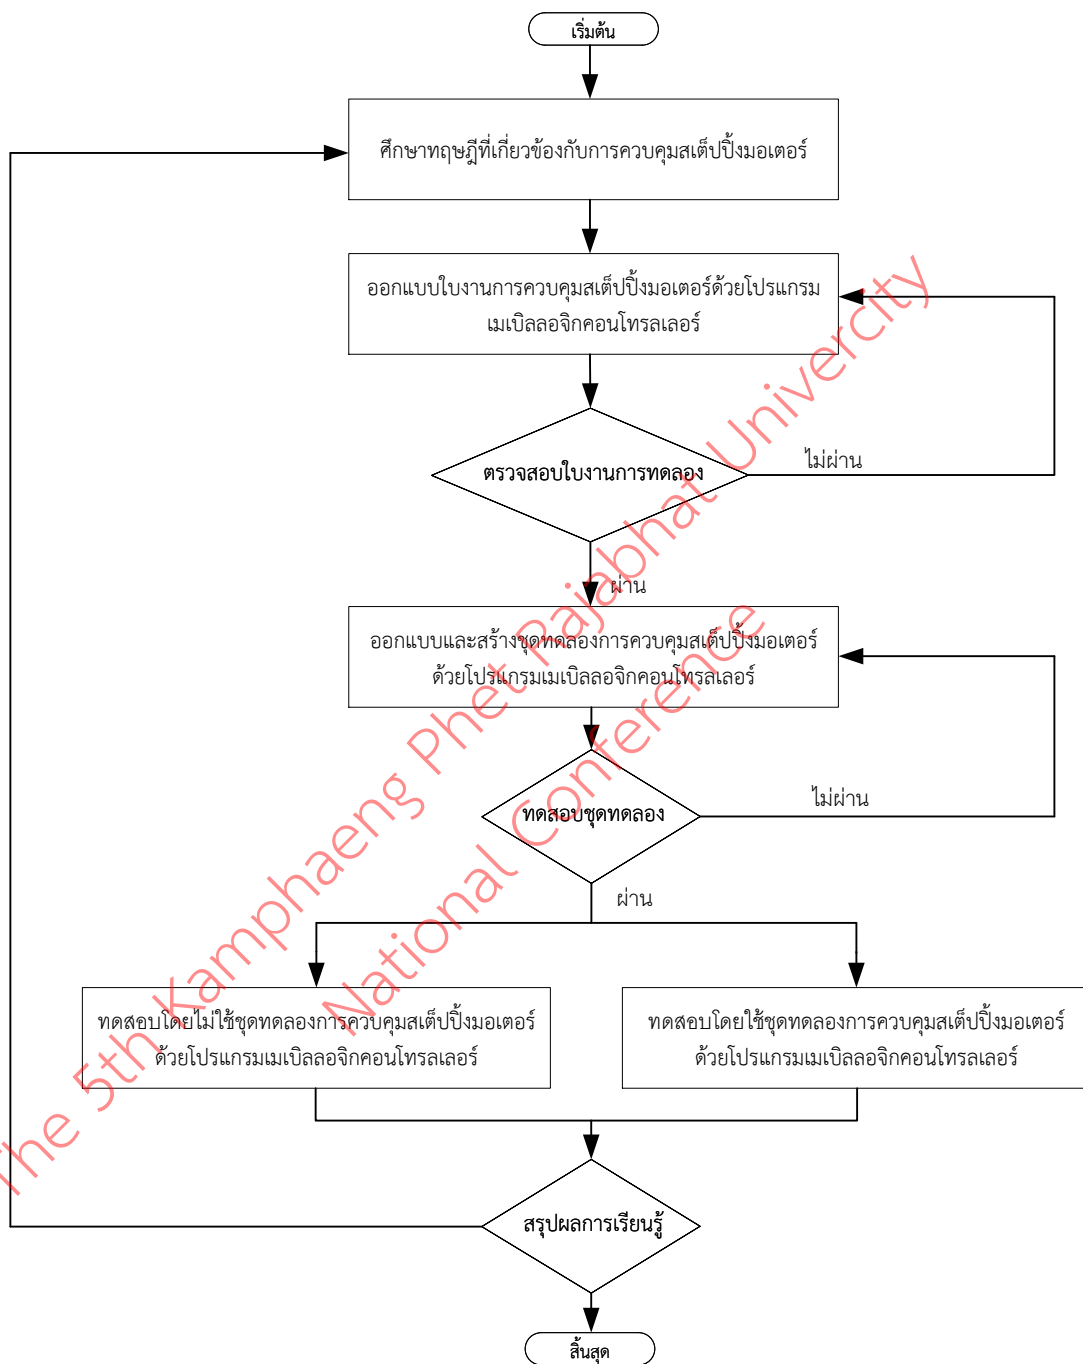 เริ่มต้น
ศึกษาทฤษฎีที่เกี่ยวข้องกับการควบคุมสเต็ปปิ้งมอเตอร์
ออกแบบใบงานการควบคุมสเต็ปปิ้งมอเตอร์ด้วยโปรแกรม
เมเบิลลอจิกคอนโทรลเลอร์
ตรวจสอบใบงานการทดลอง
ไม่ผ่าน
ผ่าน
ออกแบบและสร้างชุดทดลองการควบคุมสเต็ปปิ้งมอเตอร์
ด้วยโปรแกรมเมเบิลลอจิกคอนโทรลเลอร์
ทดสอบชุดทดลอง
ไม่ผ่าน
ผ่าน
ทดสอบโดยไม่ใช้ชุดทดลองการควบคุมสเต็ปปิ้งมอเตอร์
ด้วยโปรแกรมเมเบิลลอจิกคอนโทรลเลอร์
ทดสอบโดยใช้ชุดทดลองการควบคุมสเต็ปปิ้งมอเตอร์
ด้วยโปรแกรมเมเบิลลอจิกคอนโทรลเลอร์
สรุปผลการเรียนรู้
สิ้นสุด
The 5th Kamphaeng Phet Rajabhat Univercity
National Conference